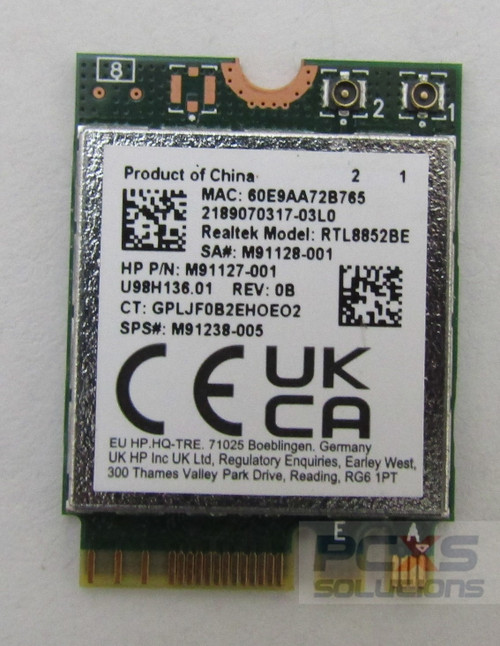 8
2 1
Product of China 2 1
MAC: 60E9AA72B765
2189070317-03L0
Realtek Model: RTL8852BE
SA#: M91128-001
HP P/N: M91127-001
U98H136.01 REV: 0B
CT: GPLJF0B2EHOEO2
SPS#: M91238-005
CE UK
CA
EU HP.HQ-TRE. 71025 Boeblingen. Germany
UK HP Inc UK Ltd, Regulatory Enquiries, Earley West,
300 Thames Valley Park Drive, Reading, RG6 1PT
E A
PCXS
SOLUTIONS